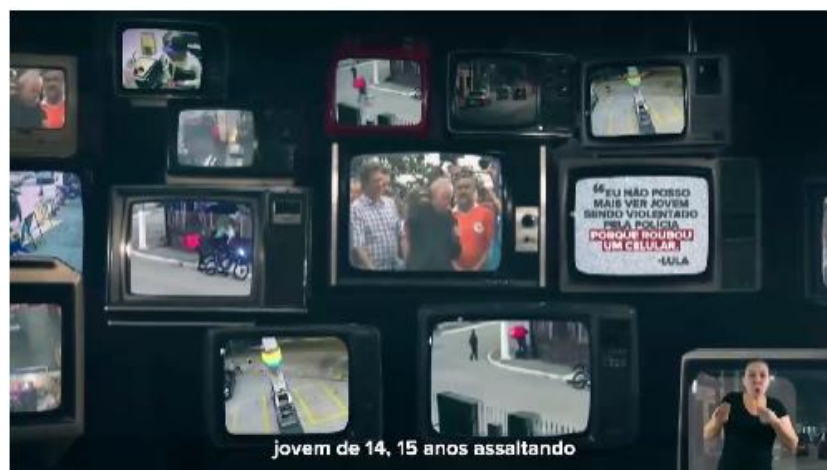 “EU NÃO POSSO
MAIS VER JOVEM
SENDO VIOLENTADO
PELA POLÍCIA
PORQUE ROUBOU
UM CELULAR.
-LULA
jovem de 14, 15 anos assaltando